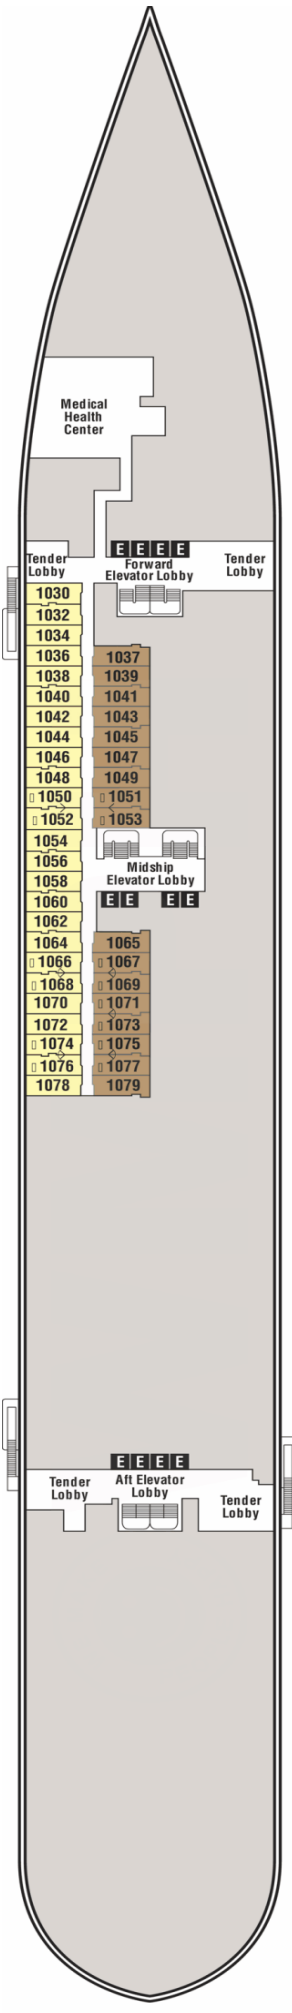 Medical
Health
Center
E E E E
Tender
Lobby
Forward
Elevator Lobby
Tender
Lobby
1030
1032
1034
1036 1037
1038 1039
1040 1041
1042 1043
1044 1045
1046 1047
1048 1049
1050 1051
1052 1053
1054
1056
1058
Midship
Elevator Lobby
1060
E E E E
1062
1064 1065
1066 1067
1068 1069
1070 1071
1072 1073
1074 1075
1076 1077
1078 1079
E E E E
Tender
Lobby
Aft Elevator
Lobby
Tender
Lobby